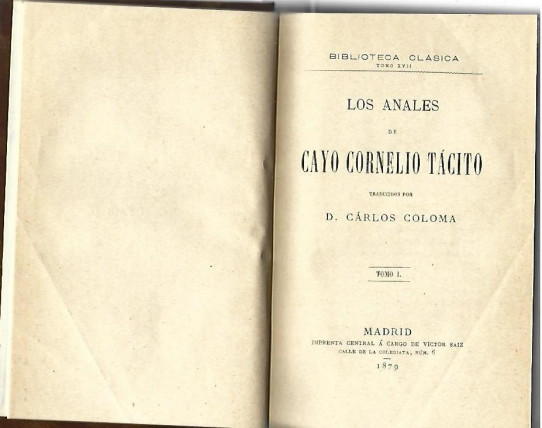 BIBLIOTECA CLÁSICA
TOMO XVII
LOS ANALES
DE
CAYO CORNELIO TÁCITO
TRADUCIDOS POR
D. CÁRLOS COLOMA
TOMO I.
MADRID
IMPRENTA CENTRAL Á CARGO DE VICTOR SAIZ
CALLE DE LA COLEGIATA, NÚM. 6
1879